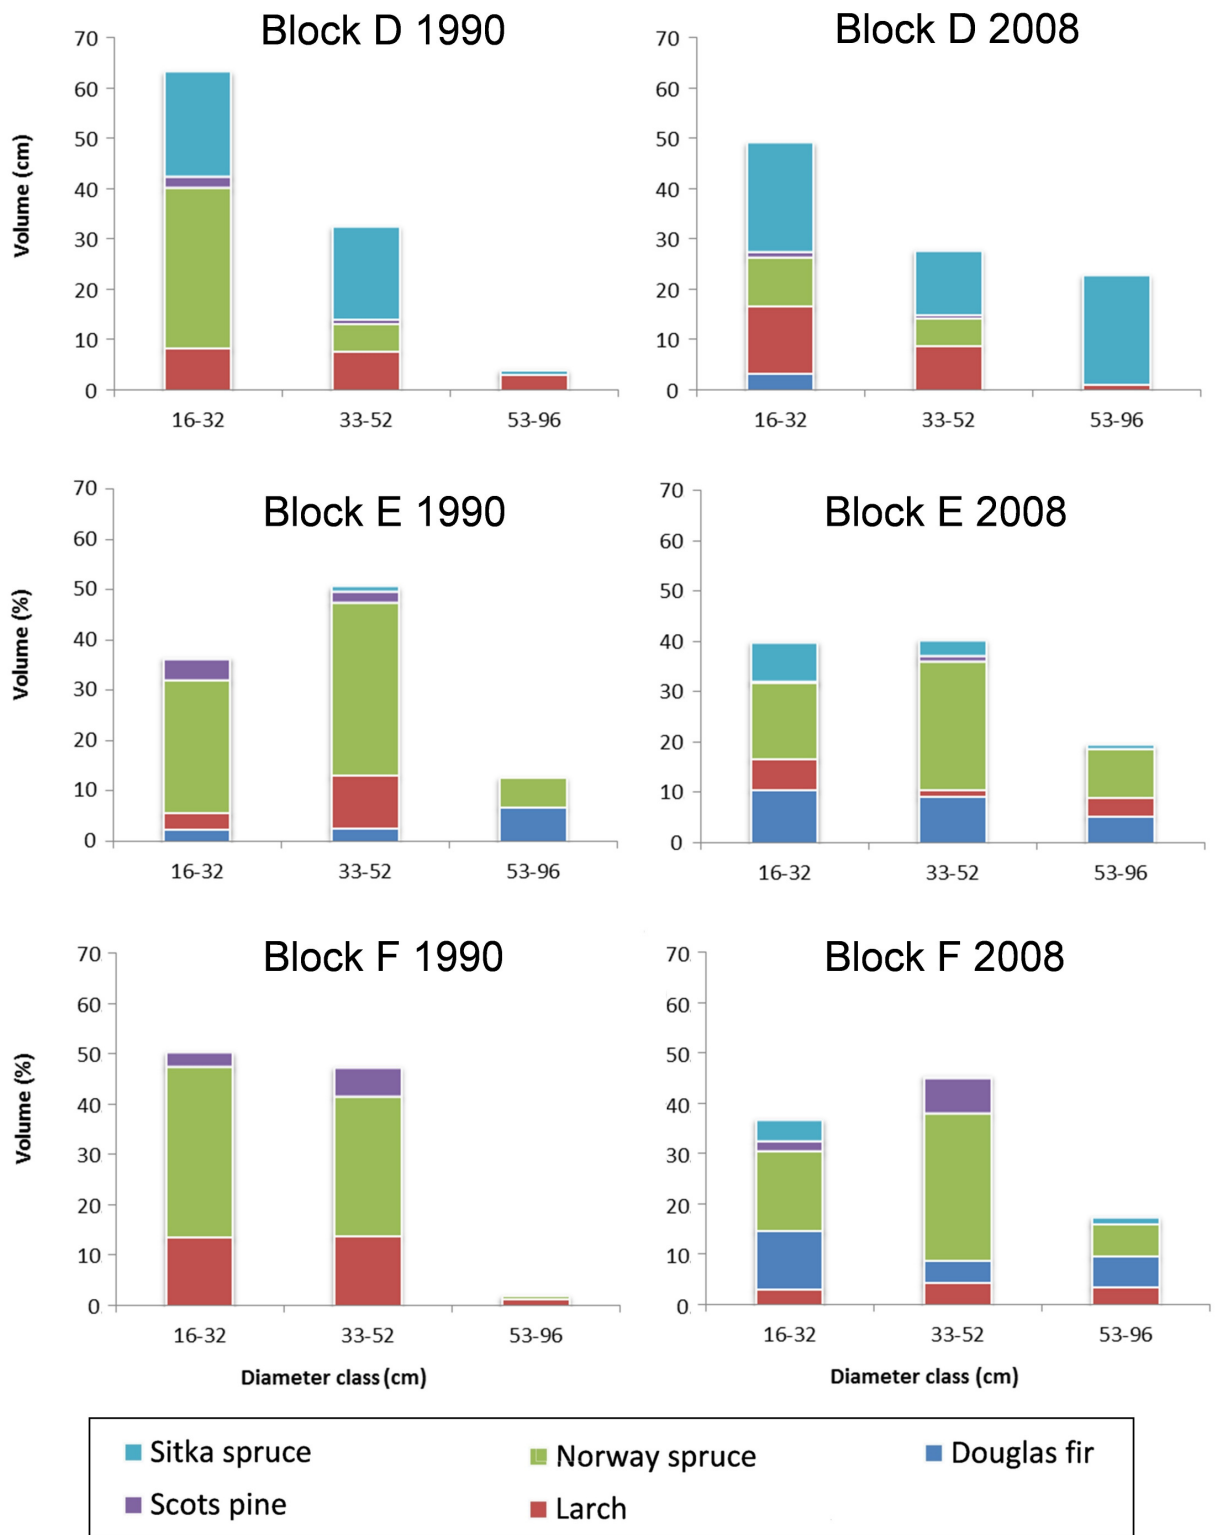 Block D 1990
Volume (cm)
70
60
50
40
30
20
10
0
16-32 33-52 53-96
Block D 2008
70
60
50
40
30
20
10
0
16-32 33-52 53-96
Block E 1990
Volume (%)
70
60
50
40
30
20
10
0
16-32 33-52 53-96
Block E 2008
70
60
50
40
30
20
10
0
16-32 33-52 53-96
Block F 1990
Volume (%)
70
60
50
40
30
20
10
0
16-32 33-52 53-96
Diameter class (cm)
Block F 2008
70
60
50
40
30
20
10
0
16-32 33-52 53-96
Diameter class (cm)
Sitka spruce Norway spruce Douglas fir
Scots pine Larch